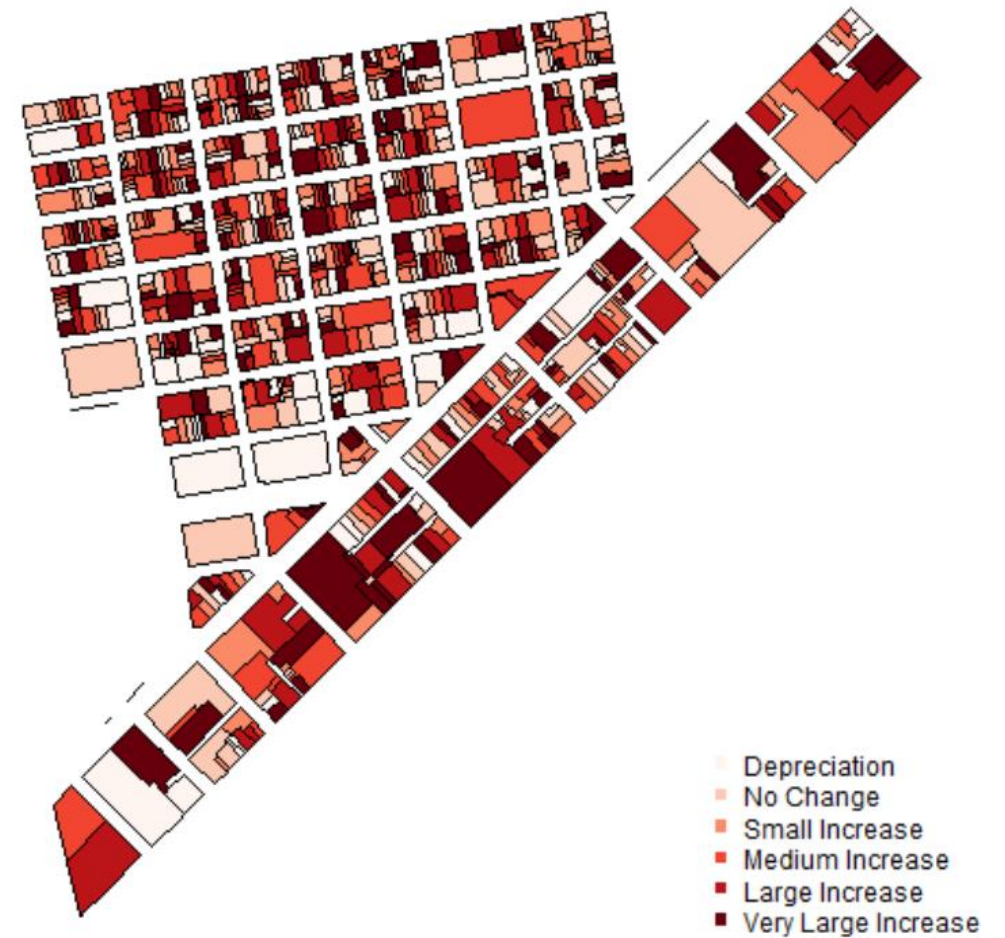 Depreciation
No Change
Small Increase
Medium Increase
Large Increase
Very Large Increase